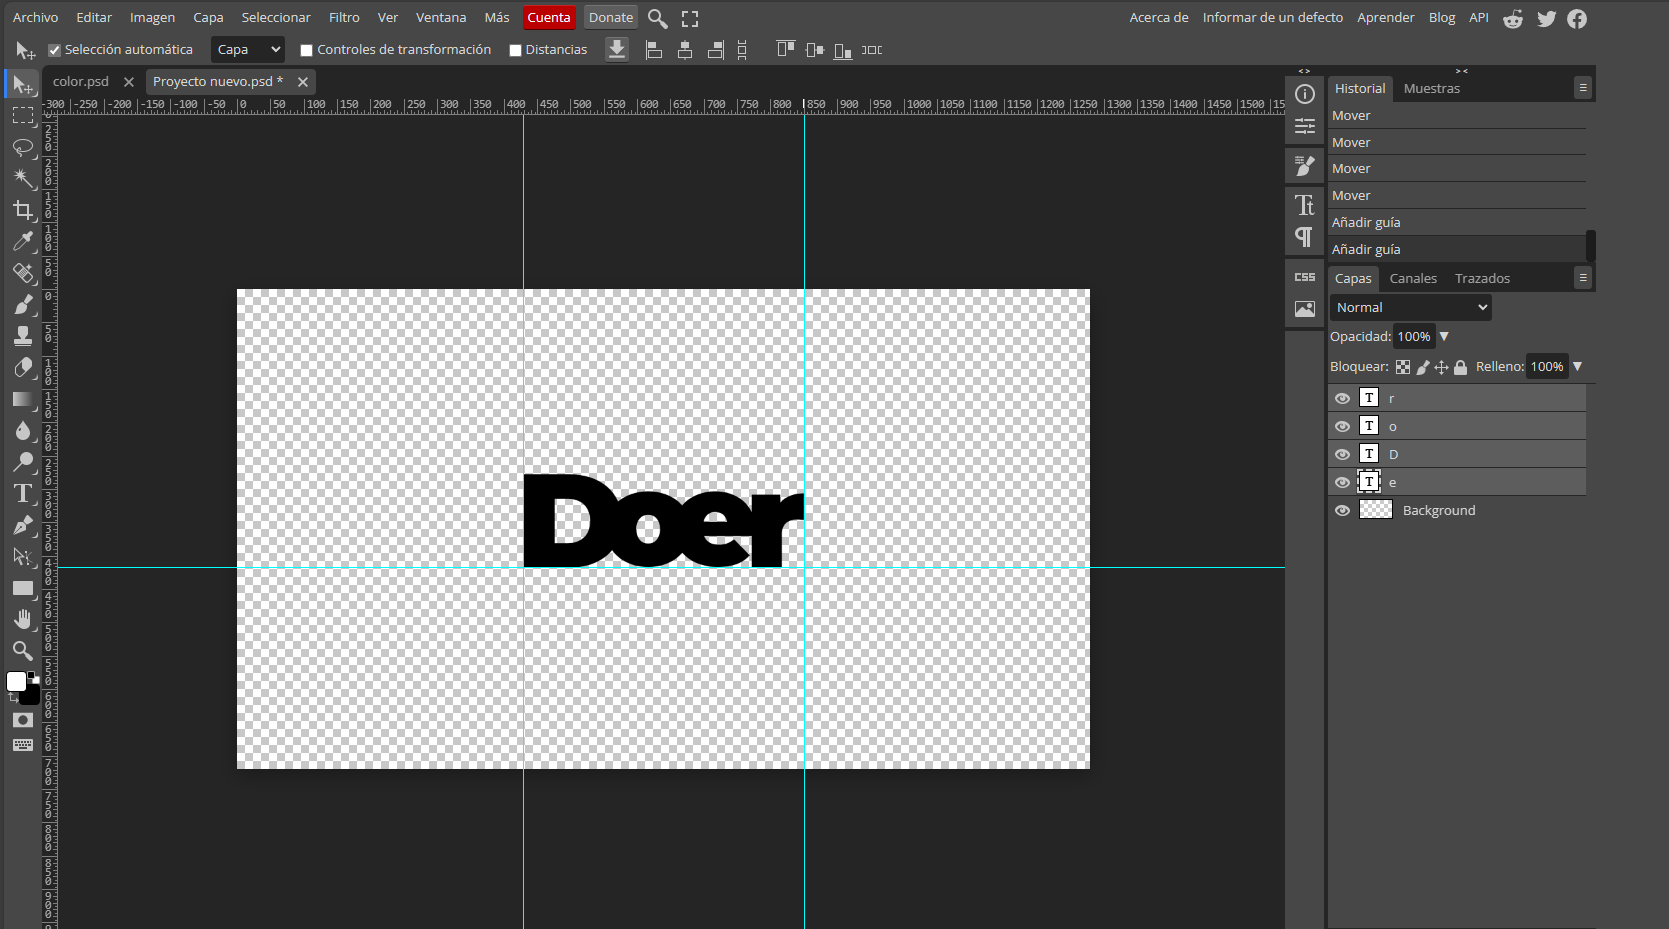 Archivo Editar Imagen Capa Seleccionar Filtro Ver Ventana Más Cuenta Donate Acerca de Informar de un defecto Aprender Blog API
Selección automática Capa Controles de transformación Distancias
color.psd Proyecto nuevo.psd *
-300 -250 -200 -150 -100 -50 0 50 100 150 200 250 300 350 400 450 500 550 600 650 700 750 800 850 900 950 1000 1050 1100 1150 1200 1250 1300 1350 1400 1450 1500
Historial Muestras
Mover
Mover
Mover
Mover
Añadir guía
Añadir guía
CSS
Capas Canales Trazados
Normal
Opacidad: 100%
Bloquear: Relleno: 100%
T r
T o
T D
T e
Background
Doer